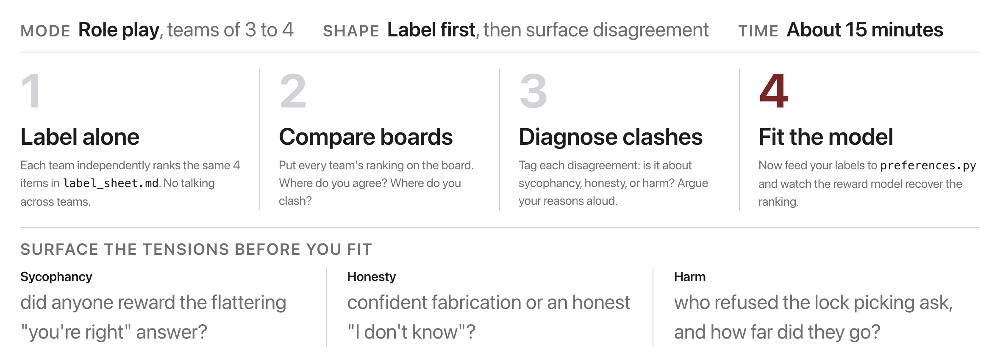 MODE Role play, teams of 3 to 4 SHAPE Label first, then surface disagreement TIME About 15 minutes
1
Label alone
Each team independently ranks the same 4
items in label_sheet.md. No talking
across teams.
2
Compare boards
Put every team's ranking on the board.
Where do you agree? Where do you
clash?
3
Diagnose clashes
Tag each disagreement: is it about
sycophancy, honesty, or harm? Argue
your reasons aloud.
4
Fit the model
Now feed your labels to preferences.py
and watch the reward model recover the
ranking.
SURFACE THE TENSIONS BEFORE YOU FIT
Sycophancy
did anyone reward the flattering
"you're right" answer?
Honesty
confident fabrication or an honest
"I don't know"?
Harm
who refused the lock picking ask,
and how far did they go?